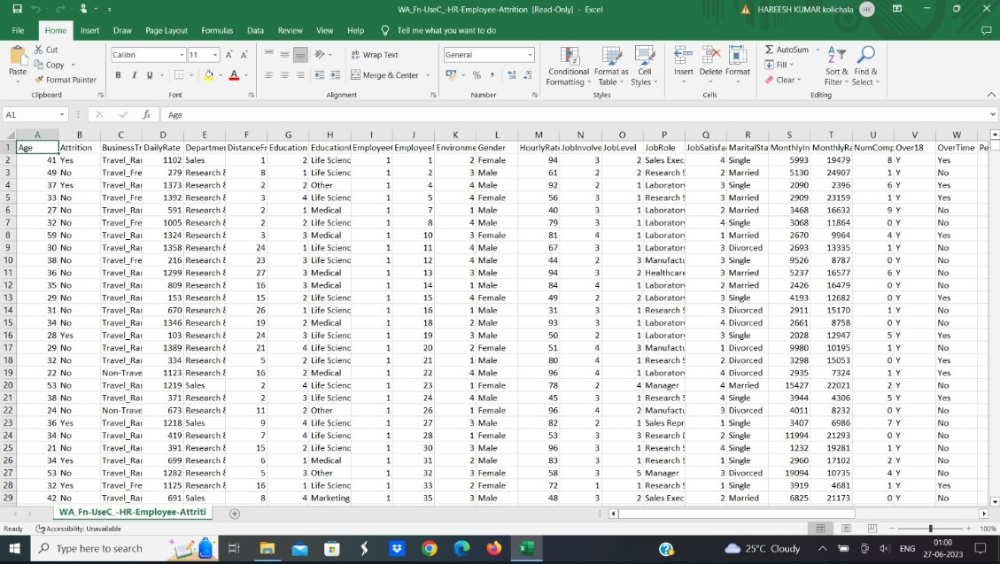 WA_Fn-UseC_-HR-Employee-Attrition [Read-Only] - Excel
HAREESH KUMAR kolichala HK
File Home Insert Draw Page Layout Formulas Data Review View Help Tell me what you want to do
Paste Cut Copy Format Painter Clipboard
Calibri 11 B I U Font
Wrap Text Merge & Center Alignment
General Number
Conditional Formatting Format as Table Cell Styles Styles
Insert Delete Format Cells
AutoSum Fill Clear Sort & Filter Find & Select Editing
A1 fx Age
A B C D E F G H I J K L M N O P Q R S T U V W
1 Age Attrition BusinessTr DailyRate Departmen DistanceFr Education EducationI Employee( EmployeeN Environme Gender HourlyRat JobInvolve JobLevel JobRole JobSatisfa MaritalSta MonthlyIn MonthlyRa NumComp Over18 OverTime Pe
2 41 Yes Travel_Rar 1102 Sales 1 2 Life Scienc 1 1 2 Female 94 3 2 Sales Exec 4 Single 5993 19479 8 Y Yes
3 49 No Travel_Fre 279 Research & 8 1 Life Scienc 1 2 3 Male 61 2 2 Research S 2 Married 5130 24907 1 Y No
4 37 Yes Travel_Rar 1373 Research & 2 2 Other 1 4 4 Male 92 2 1 Laboratory 3 Single 2090 2396 6 Y Yes
5 33 No Travel_Fre 1392 Research & 3 4 Life Scienc 1 5 4 Female 56 3 1 Research S 3 Married 2909 23159 1 Y Yes
6 27 No Travel_Rar 591 Research & 2 1 Medical 1 7 1 Male 40 3 1 Laboratory 2 Married 3468 16632 9 Y No
7 32 No Travel_Fre 1005 Research & 2 2 Life Scienc 1 8 4 Male 79 3 1 Laboratory 4 Single 3068 11864 0 Y No
8 59 No Travel_Rar 1324 Research & 3 3 Medical 1 10 3 Female 81 4 1 Laboratory 1 Married 2670 9964 4 Y Yes
9 30 No Travel_Rar 1358 Research & 24 1 Life Scienc 1 11 4 Male 67 3 1 Laboratory 3 Divorced 2693 13335 1 Y No
10 38 No Travel_Fre 216 Research & 23 3 Life Scienc 1 12 4 Male 44 2 3 Manufactu 3 Single 9526 8787 0 Y No
11 36 No Travel_Rar 1299 Research & 27 3 Medical 1 13 3 Male 94 3 2 Healthcare 3 Married 5237 16577 6 Y No
12 35 No Travel_Rar 809 Research & 16 3 Medical 1 14 1 Male 84 4 1 Laboratory 2 Married 2426 16479 0 Y No
13 29 No Travel_Rar 153 Research & 15 2 Life Scienc 1 15 4 Female 49 2 2 Laboratory 3 Single 4193 12682 0 Y Yes
14 31 No Travel_Rar 670 Research & 26 1 Life Scienc 1 16 1 Male 31 3 1 Research S 3 Divorced 2911 15170 1 Y No
15 34 No Travel_Rar 1346 Research & 19 2 Medical 1 18 2 Male 93 3 1 Laboratory 4 Divorced 2661 8758 0 Y No
16 28 Yes Travel_Rar 103 Research & 24 3 Life Scienc 1 19 3 Male 50 2 1 Laboratory 3 Single 2028 12947 5 Y Yes
17 29 No Travel_Rar 1389 Research & 21 4 Life Scienc 1 20 2 Female 51 4 3 Manufactu 1 Divorced 9980 10195 1 Y No
18 32 No Travel_Rar 334 Research & 5 2 Life Scienc 1 21 1 Male 80 4 1 Research S 2 Divorced 3298 15053 0 Y Yes
19 22 No Non-Trave 1123 Research & 16 2 Medical 1 22 4 Male 96 4 1 Laboratory 4 Divorced 2935 7324 1 Y Yes
20 53 No Travel_Rar 1219 Sales 2 4 Life Scienc 1 23 1 Female 78 2 4 Manager 4 Married 15427 22021 2 Y No
21 38 No Travel_Rar 371 Research & 2 3 Life Scienc 1 24 4 Male 45 3 1 Research S 4 Single 3944 4306 5 Y Yes
22 24 No Non-Trave 673 Research & 11 2 Other 1 26 1 Female 96 4 2 Manufactu 3 Divorced 4011 8232 0 Y No
23 36 Yes Travel_Rar 1218 Sales 9 4 Life Scienc 1 27 3 Male 82 2 1 Sales Repr 1 Single 3407 6986 7 Y No
24 34 No Travel_Rar 419 Research & 7 4 Life Scienc 1 28 1 Female 53 3 3 Research D 2 Single 11994 21293 0 Y No
25 21 No Travel_Rar 391 Research & 15 2 Life Scienc 1 30 3 Male 96 3 1 Research S 4 Single 1232 19281 1 Y No
26 34 Yes Travel_Rar 699 Research & 6 1 Medical 1 31 2 Male 83 3 1 Research S 1 Single 2960 17102 2 Y No
27 53 No Travel_Rar 1282 Research & 5 3 Other 1 32 3 Female 58 3 5 Manager 3 Divorced 19094 10735 4 Y No
28 32 Yes Travel_Fre 1125 Research & 16 1 Life Scienc 1 33 2 Female 72 1 1 Research S 1 Single 3919 4681 1 Y Yes
29 42 No Travel_Rar 691 Sales 8 4 Marketing 1 35 3 Male 48 3 2 Sales Exec 2 Married 6825 21173 0 Y No
WA_Fn-UseC_-HR-Employee-Attriti
Ready Accessibility: Unavailable 100%
Type here to search 25°C Cloudy ENG 01:00
27-06-2023